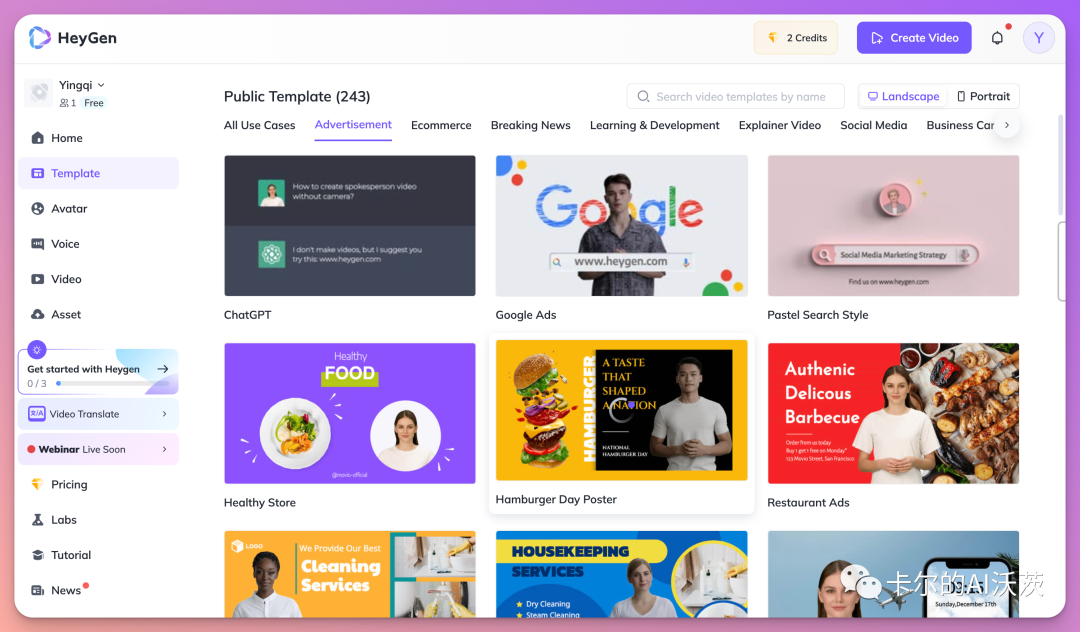 HeyGen
2 Credits
Create Video
Y
Yingqi
1
Free
Home
Template
Avatar
Voice
Video
Asset
Get started with Heygen
0 / 3
Video Translate
Webinar Live Soon
Pricing
Labs
Tutorial
News
Public Template (243)
Search video templates by name
Landscape
Portrait
All Use Cases
Advertisement
Ecommerce
Breaking News
Learning & Development
Explainer Video
Social Media
Business Car
How to create spokesperson video
without camera?
I don't make videos, but I suggest you
try this: www.heygen.com
ChatGPT
Google
www.heygen.com
Google Ads
Social Media Marketing Strategy
Find us on www.heygen.com
Pastel Search Style
Healthy
FOOD
@movio-official
Healthy Store
HAMBURGER
A TASTE
THAT
SHAPED
A NATION
NATIONAL
HAMBURGER DAY
Hamburger Day Poster
Authenic
Delicous
Barbecue
Order from us today
Buy 1 get 1 free on Monday*
123 Movio Street, San Francisco
Restaurant Ads
LOGO
We Provide Our Best
Cleaning
Services
HOUSEKEEPING
SERVICES
Dry Cleaning
Steam Cleaning
Sunday,December 17th
卡尔的AI沃茨